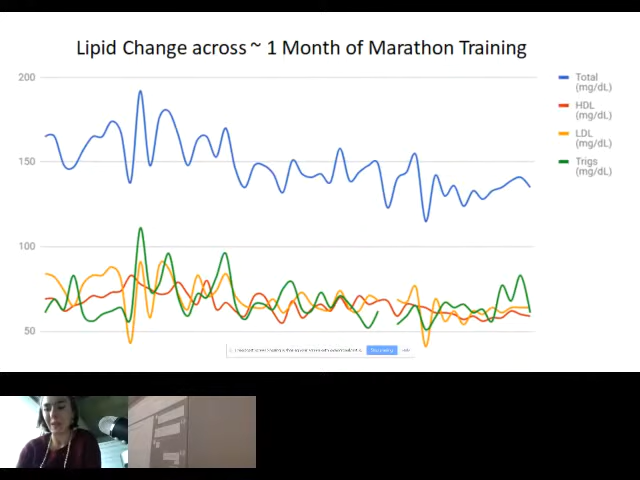 Lipid Change across ~ 1 Month of Marathon Training
200
150
100
50
Total
(mg/dL)
HDL
(mg/dL)
LDL
(mg/dL)
Trigs
(mg/dL)